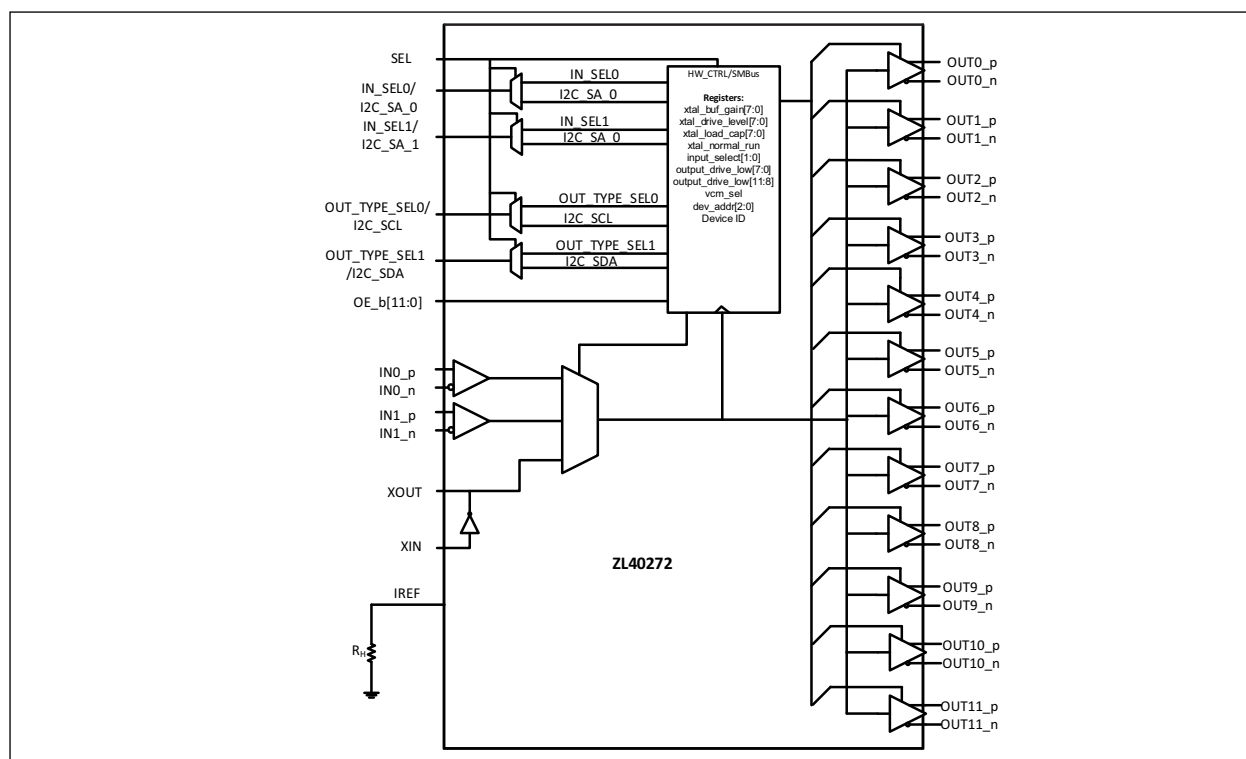 SEL
IN_SEL0/
I2C_SA_0
IN_SEL1/
I2C_SA_1
OUT_TYPE_SEL0/
I2C_SCL
OUT_TYPE_SEL1
/I2C_SDA
OE_b[11:0]
IN0_p
IN0_n
IN1_p
IN1_n
XOUT
XIN
IREF
RH
IN_SEL0
I2C_SA_0
IN_SEL1
I2C_SA_0
OUT_TYPE_SEL0
I2C_SCL
OUT_TYPE_SEL1
I2C_SDA
HW_CTRL/SMBus
Registers:
xtal_buf_gain[7:0]
xtal_drive_level[7:0]
xtal_load_cap[7:0]
xtal_normal_run
input_select[1:0]
output_drive_low[7:0]
output_drive_low[11:8]
vcm_sel
dev_addr[2:0]
Device ID
ZL40272
OUT0_p
OUT0_n
OUT1_p
OUT1_n
OUT2_p
OUT2_n
OUT3_p
OUT3_n
OUT4_p
OUT4_n
OUT5_p
OUT5_n
OUT6_p
OUT6_n
OUT7_p
OUT7_n
OUT8_p
OUT8_n
OUT9_p
OUT9_n
OUT10_p
OUT10_n
OUT11_p
OUT11_n